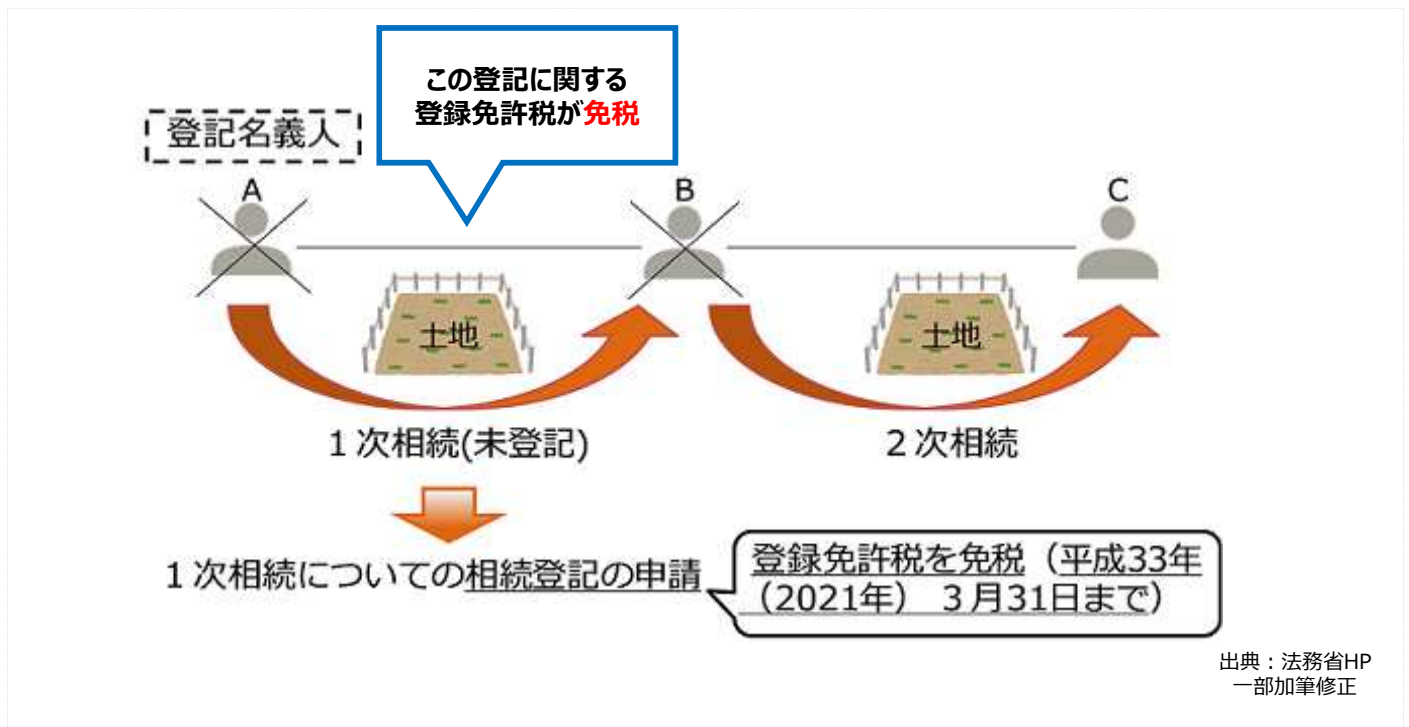 この登記に関する
登録免許税が免税
登記名義人
A
B
C
土地
土地
1次相続(未登記)
2次相続
1次相続についての相続登記の申請
登録免許税を免税（平成33年
（2021年） 3月31日まで）
出典：法務省HP
一部加筆修正